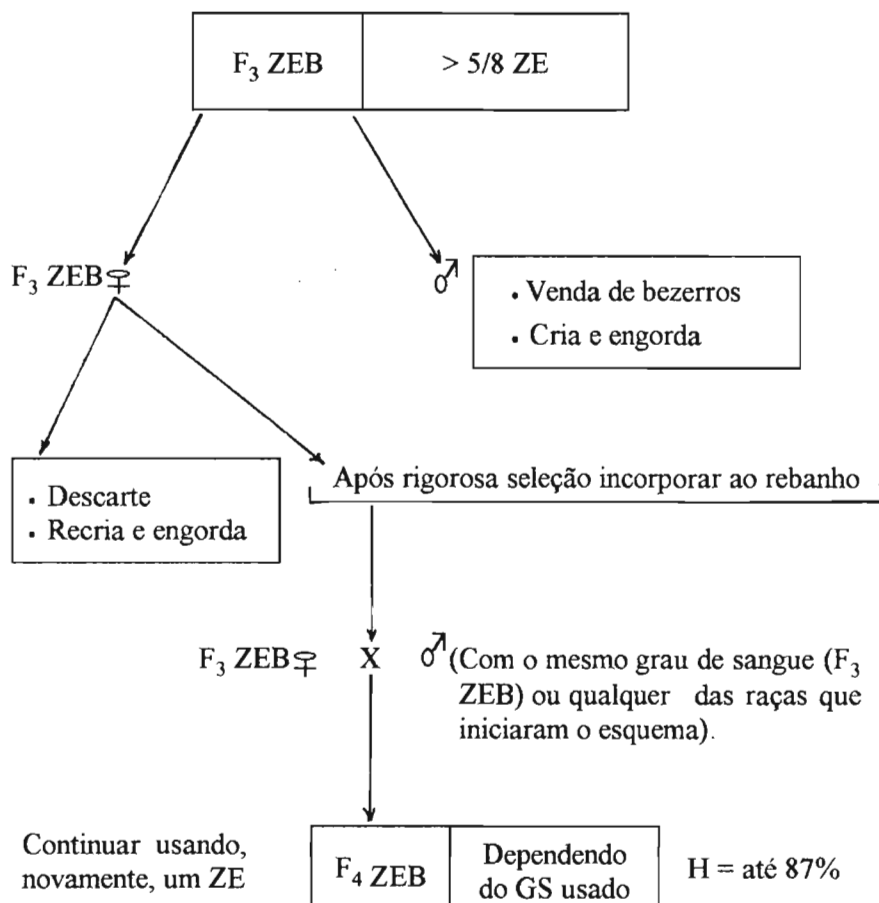 F₃ ZEB > 5/8 ZE
F₃ ZEB ♀
♂
. Venda de bezerros
. Cria e engorda
. Descarte
. Recria e engorda
Após rigorosa seleção incorporar ao rebanho
F₃ ZEB ♀ X ♂ (Com o mesmo grau de sangue (F₃
ZEB) ou qualquer das raças que
iniciaram o esquema).
Continuar usando,
novamente, um ZE
F₄ ZEB
Dependendo
do GS usado
H = até 87%